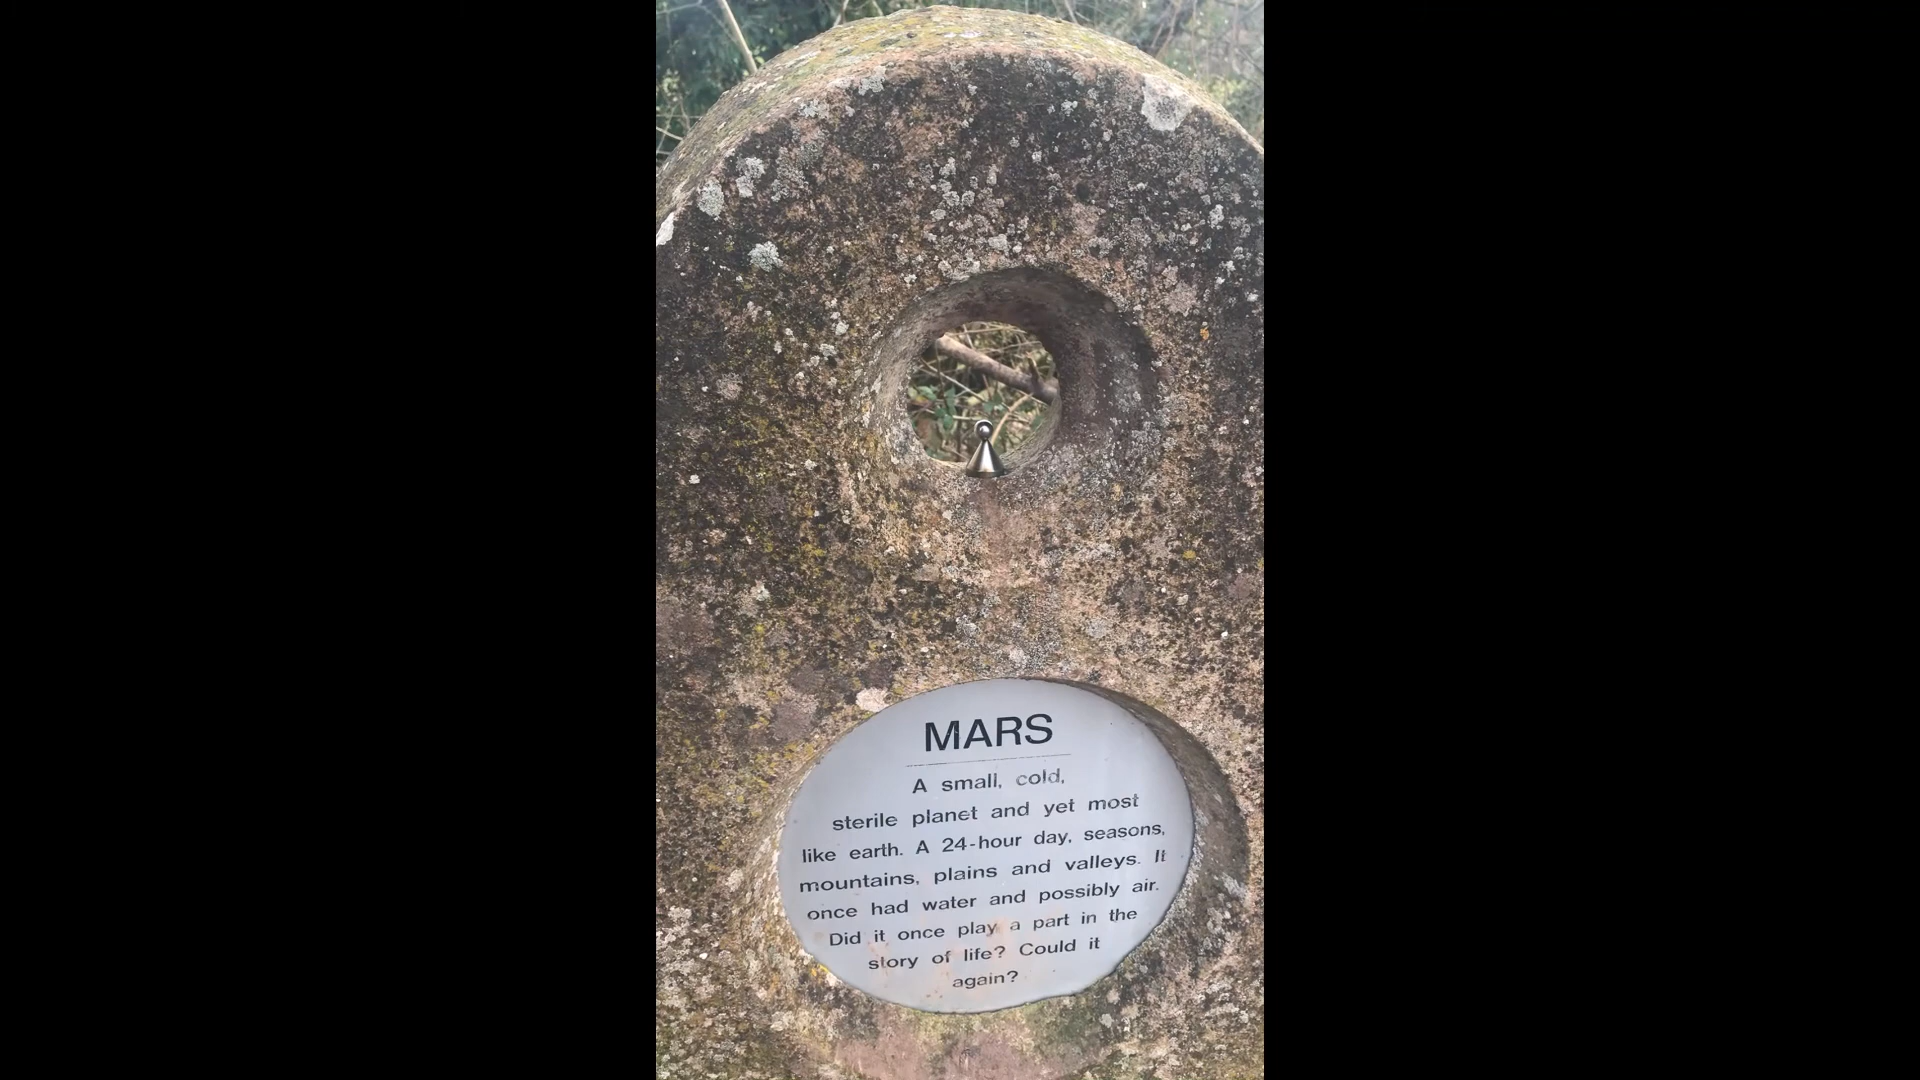 MARS
A small, cold,
sterile planet and yet most
like earth. A 24-hour day, seasons,
mountains, plains and valleys. It
once had water and possibly air.
Did it once play a part in the
story of life? Could it
again?